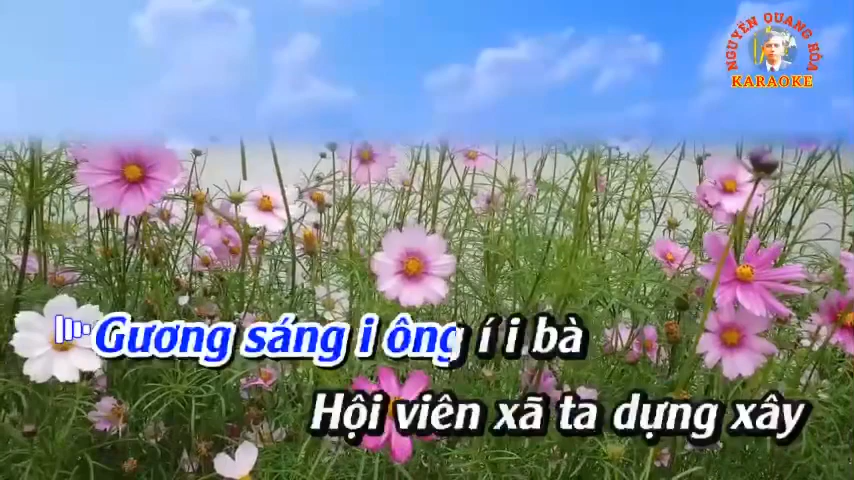 NGUYỄN QUANG HÒA
KARAOKE
Gương sáng i ông í i bà
Hội viên xã ta dựng xây